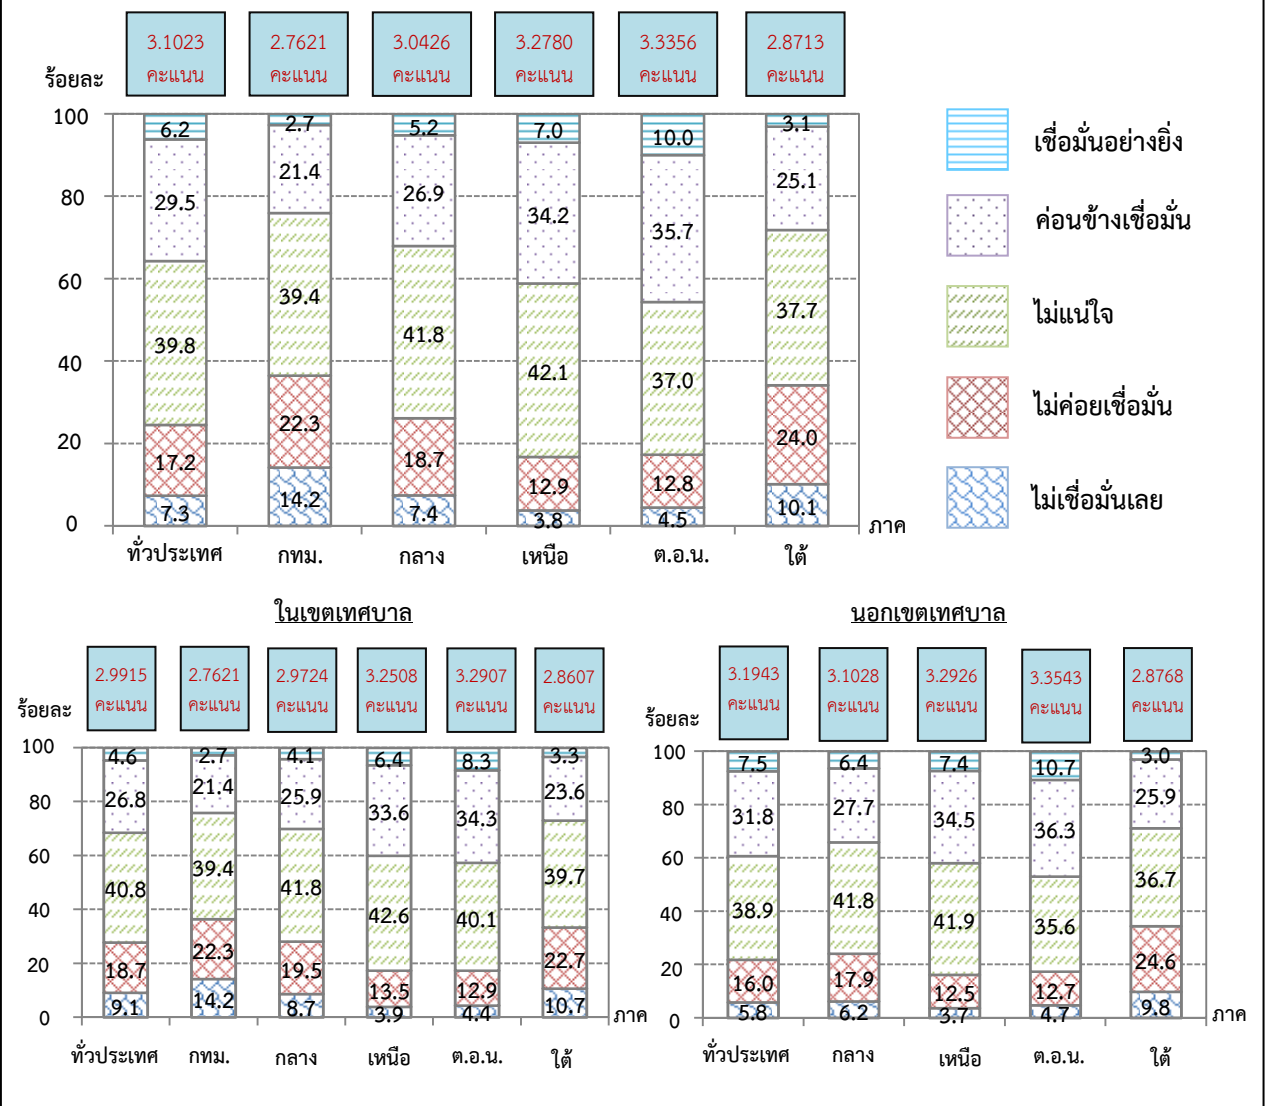 3.1023 2.7621 3.0426 3.2780 3.3356 2.8713
คะแนน คะแนน คะแนน คะแนน คะแนน คะแนน
ร้อยละ
100
80
60
40
20
0
6.2 2.7 5.2 7.0 10.0 3.1
29.5 21.4 26.9 34.2 35.7 25.1
39.8 39.4 41.8 42.1 37.0 37.7
17.2 22.3 18.7 12.9 12.8 24.0
7.3 14.2 7.4 3.8 4.5 10.1
ทั่วประเทศ กทม. กลาง เหนือ ต.อ.น. ใต้
ภาค
เชื่อมั่นอย่างยิ่ง
ค่อนข้างเชื่อมั่น
ไม่แน่ใจ
ไม่ค่อยเชื่อมั่น
ไม่เชื่อมั่นเลย
ในเขตเทศบาล
2.9915 2.7621 2.9724 3.2508 3.2907 2.8607
คะแนน คะแนน คะแนน คะแนน คะแนน คะแนน
ร้อยละ
100
80
60
40
20
0
4.6 2.7 4.1 6.4 8.3 3.3
26.8 21.4 25.9 33.6 34.3 23.6
40.8 39.4 41.8 42.6 40.1 39.7
18.7 22.3 19.5 13.5 12.9 22.7
9.1 14.2 8.7 3.9 4.4 10.7
ทั่วประเทศ กทม. กลาง เหนือ ต.อ.น. ใต้
ภาค
นอกเขตเทศบาล
3.1943 3.1028 3.2926 3.3543 2.8768
คะแนน คะแนน คะแนน คะแนน คะแนน
ร้อยละ
100
80
60
40
20
0
7.5 6.4 7.4 10.7 3.0
31.8 27.7 34.5 36.3 25.9
38.9 41.8 41.9 35.6 36.7
16.0 17.9 12.5 12.7 24.6
5.8 6.2 3.7 4.7 9.8
ทั่วประเทศ กลาง เหนือ ต.อ.น. ใต้
ภาค